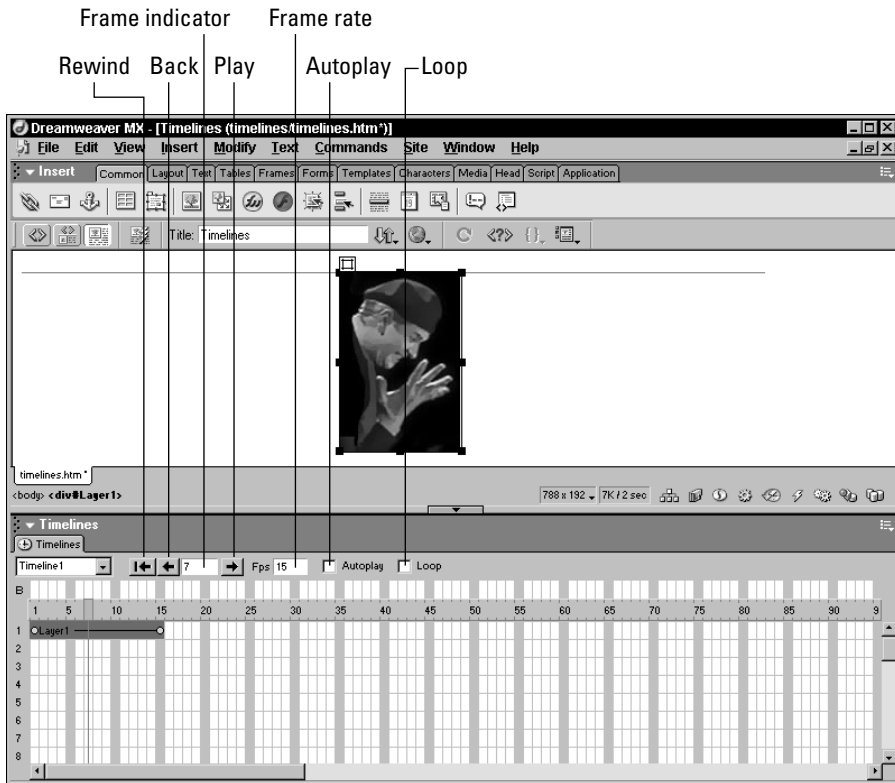 Frame indicator Frame rate
Rewind Back Play Autoplay Loop
Dreamweaver MX - [Timelines (timelines/timelines.htm*)]
File Edit View Insert Modify Text Commands Site Window Help
Insert Common Layout Text Tables Frames Forms Templates Characters Media Head Script Application
Title: Timelines
timelines.htm*
<body> <div#Layer1> 788 x 192 7K / 2 sec
Timelines
Timelines
Timeline1 7 Fps 15 Autoplay Loop
B
1 5 10 15 20 25 30 35 40 45 50 55 60 65 70 75 80 85 90 9
1 Layer1
2
3
4
5
6
7
8